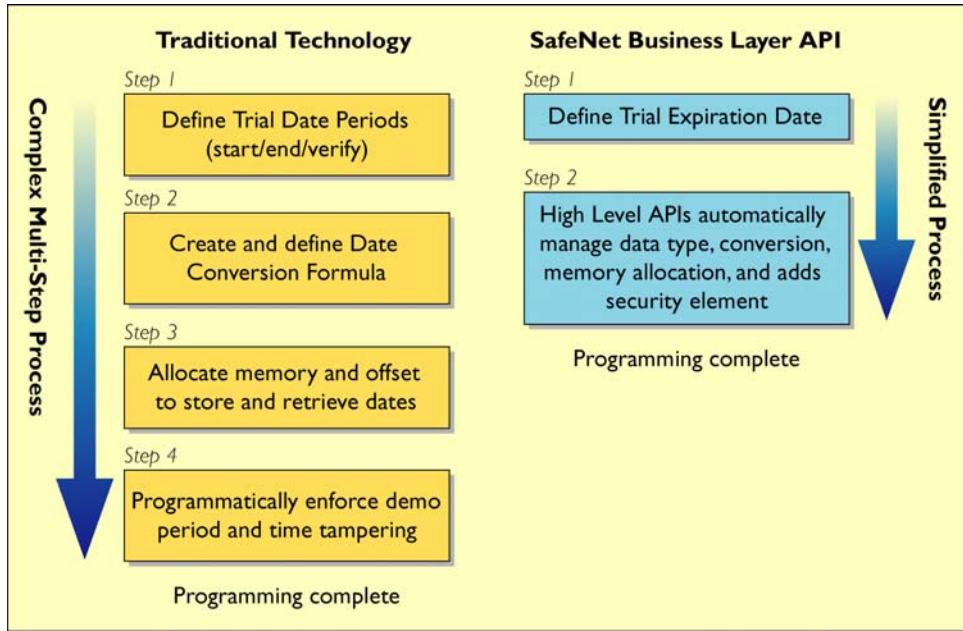 Traditional Technology
Complex Multi-Step Process
Step 1
Define Trial Date Periods
(start/end/verify)
Step 2
Create and define Date
Conversion Formula
Step 3
Allocate memory and offset
to store and retrieve dates
Step 4
Programmatically enforce demo
period and time tampering
Programming complete
SafeNet Business Layer API
Simplified Process
Step 1
Define Trial Expiration Date
Step 2
High Level APIs automatically
manage data type, conversion,
memory allocation, and adds
security element
Programming complete